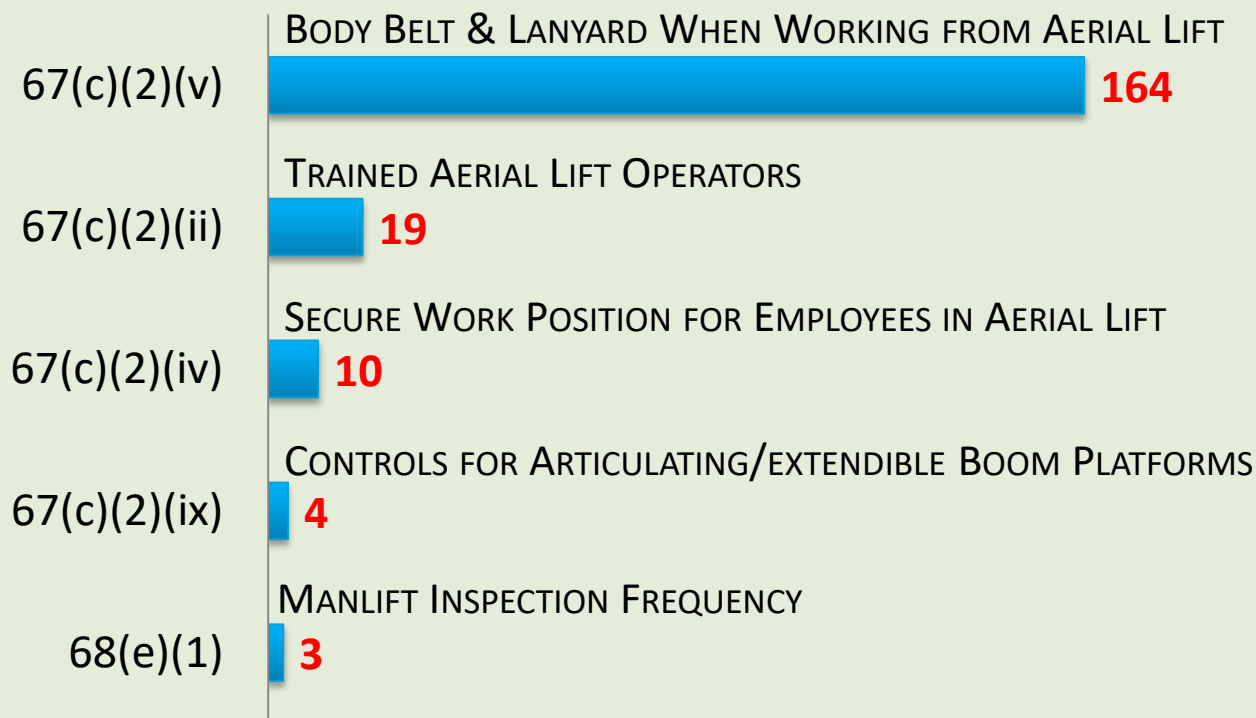 Body Belt & Lanyard When Working from Aerial Lift
67(c)(2)(v) 164
Trained Aerial Lift Operators
67(c)(2)(ii) 19
Secure Work Position for Employees in Aerial Lift
67(c)(2)(iv) 10
Controls for Articulating/extendible Boom Platforms
67(c)(2)(ix) 4
Manlift Inspection Frequency
68(e)(1) 3